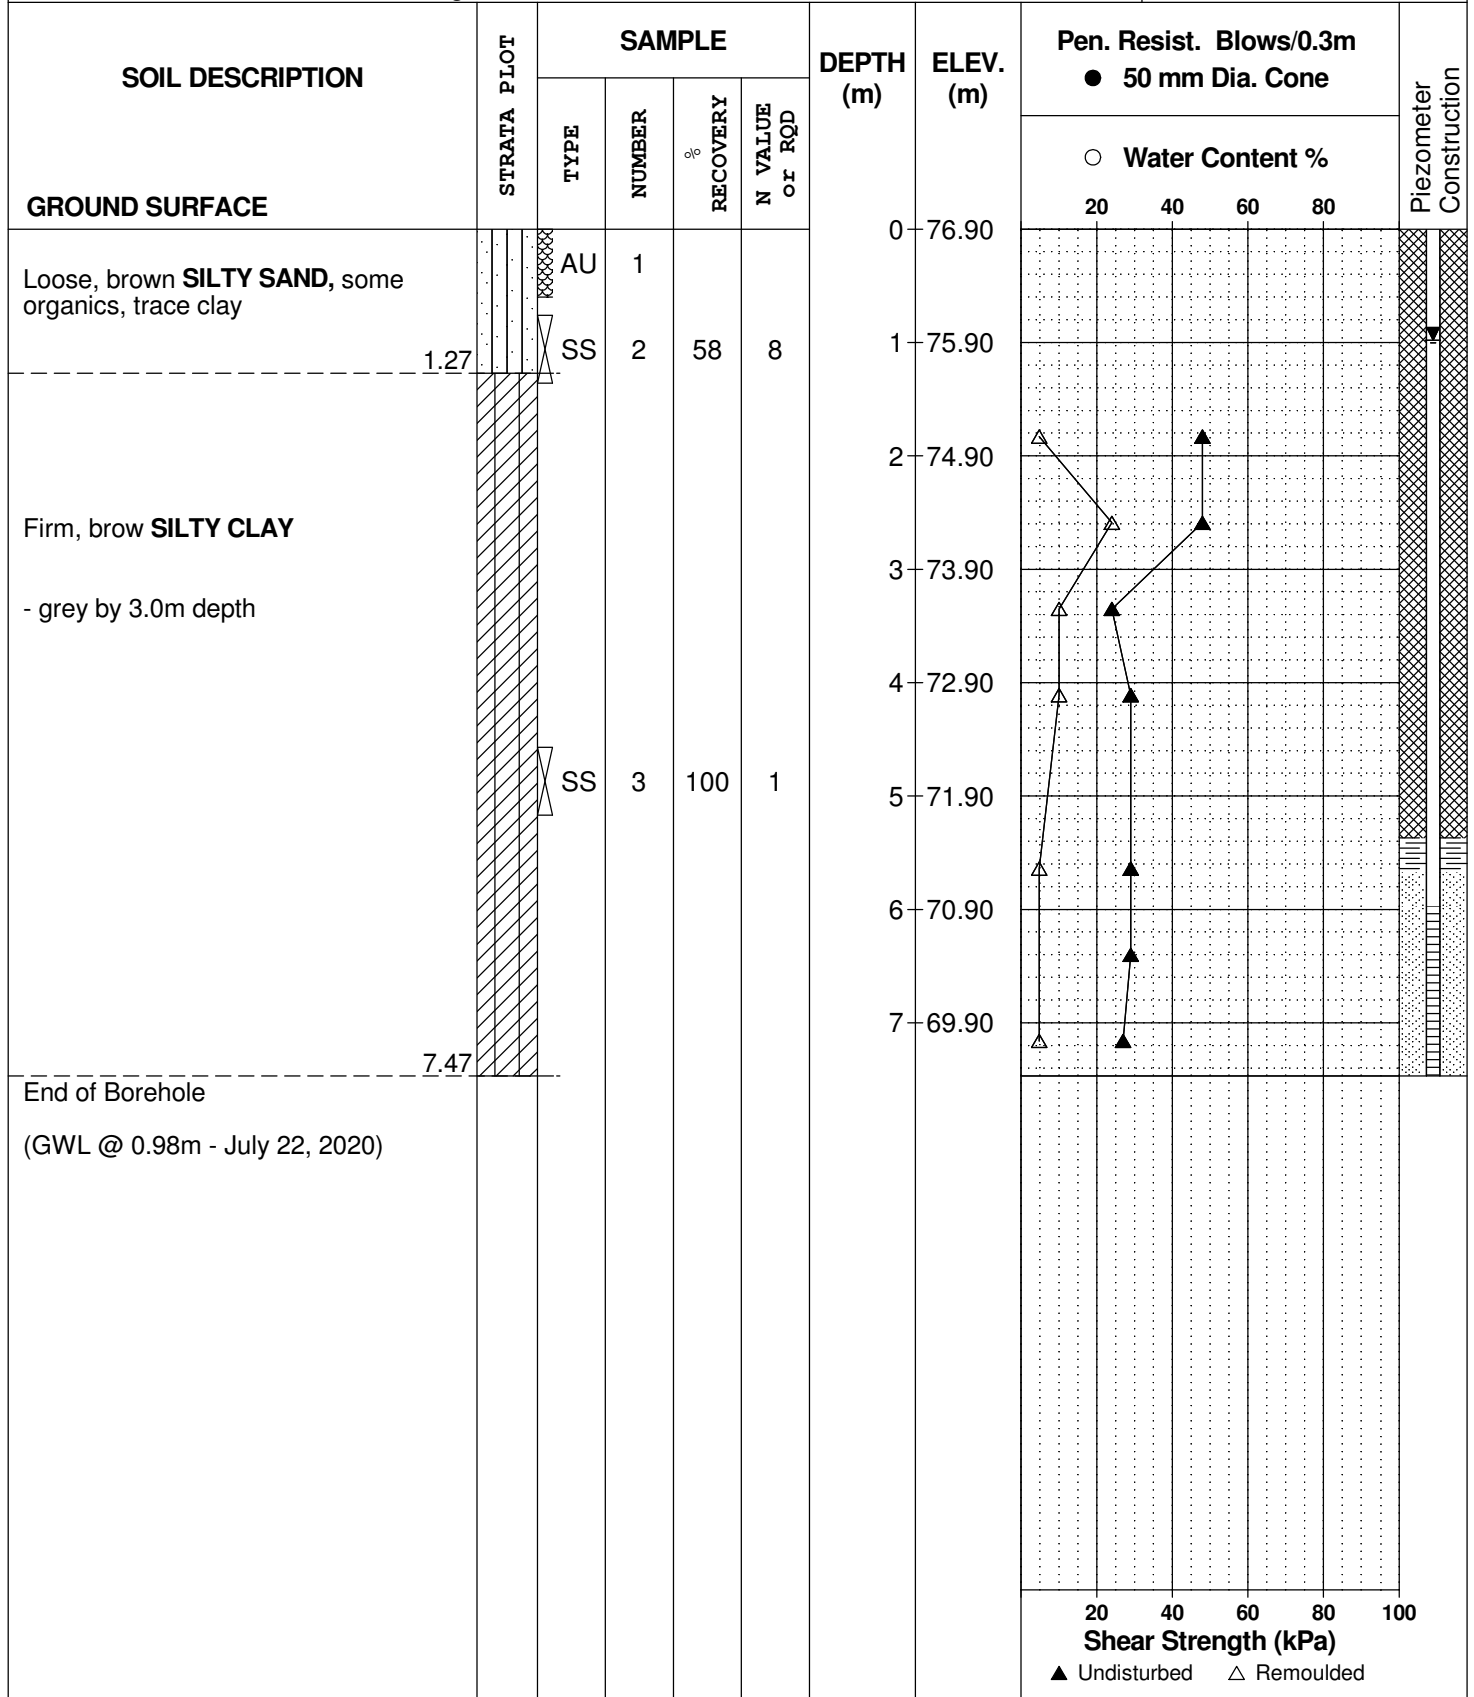 SOIL DESCRIPTION
GROUND SURFACE
STRATA PLOT
SAMPLE
TYPE
NUMBER
% RECOVERY
N VALUE
or RQD
DEPTH
(m)
ELEV.
(m)
Pen. Resist. Blows/0.3m
● 50 mm Dia. Cone
○ Water Content %
20 40 60 80
Piezometer
Construction
0 76.90
Loose, brown SILTY SAND, some
organics, trace clay
AU 1
SS 2 58 8
1 75.90
1.27
2 74.90
Firm, brow SILTY CLAY
3 73.90
- grey by 3.0m depth
4 72.90
SS 3 100 1
5 71.90
6 70.90
7 69.90
7.47
End of Borehole
(GWL @ 0.98m - July 22, 2020)
20 40 60 80 100
Shear Strength (kPa)
▲ Undisturbed △ Remoulded